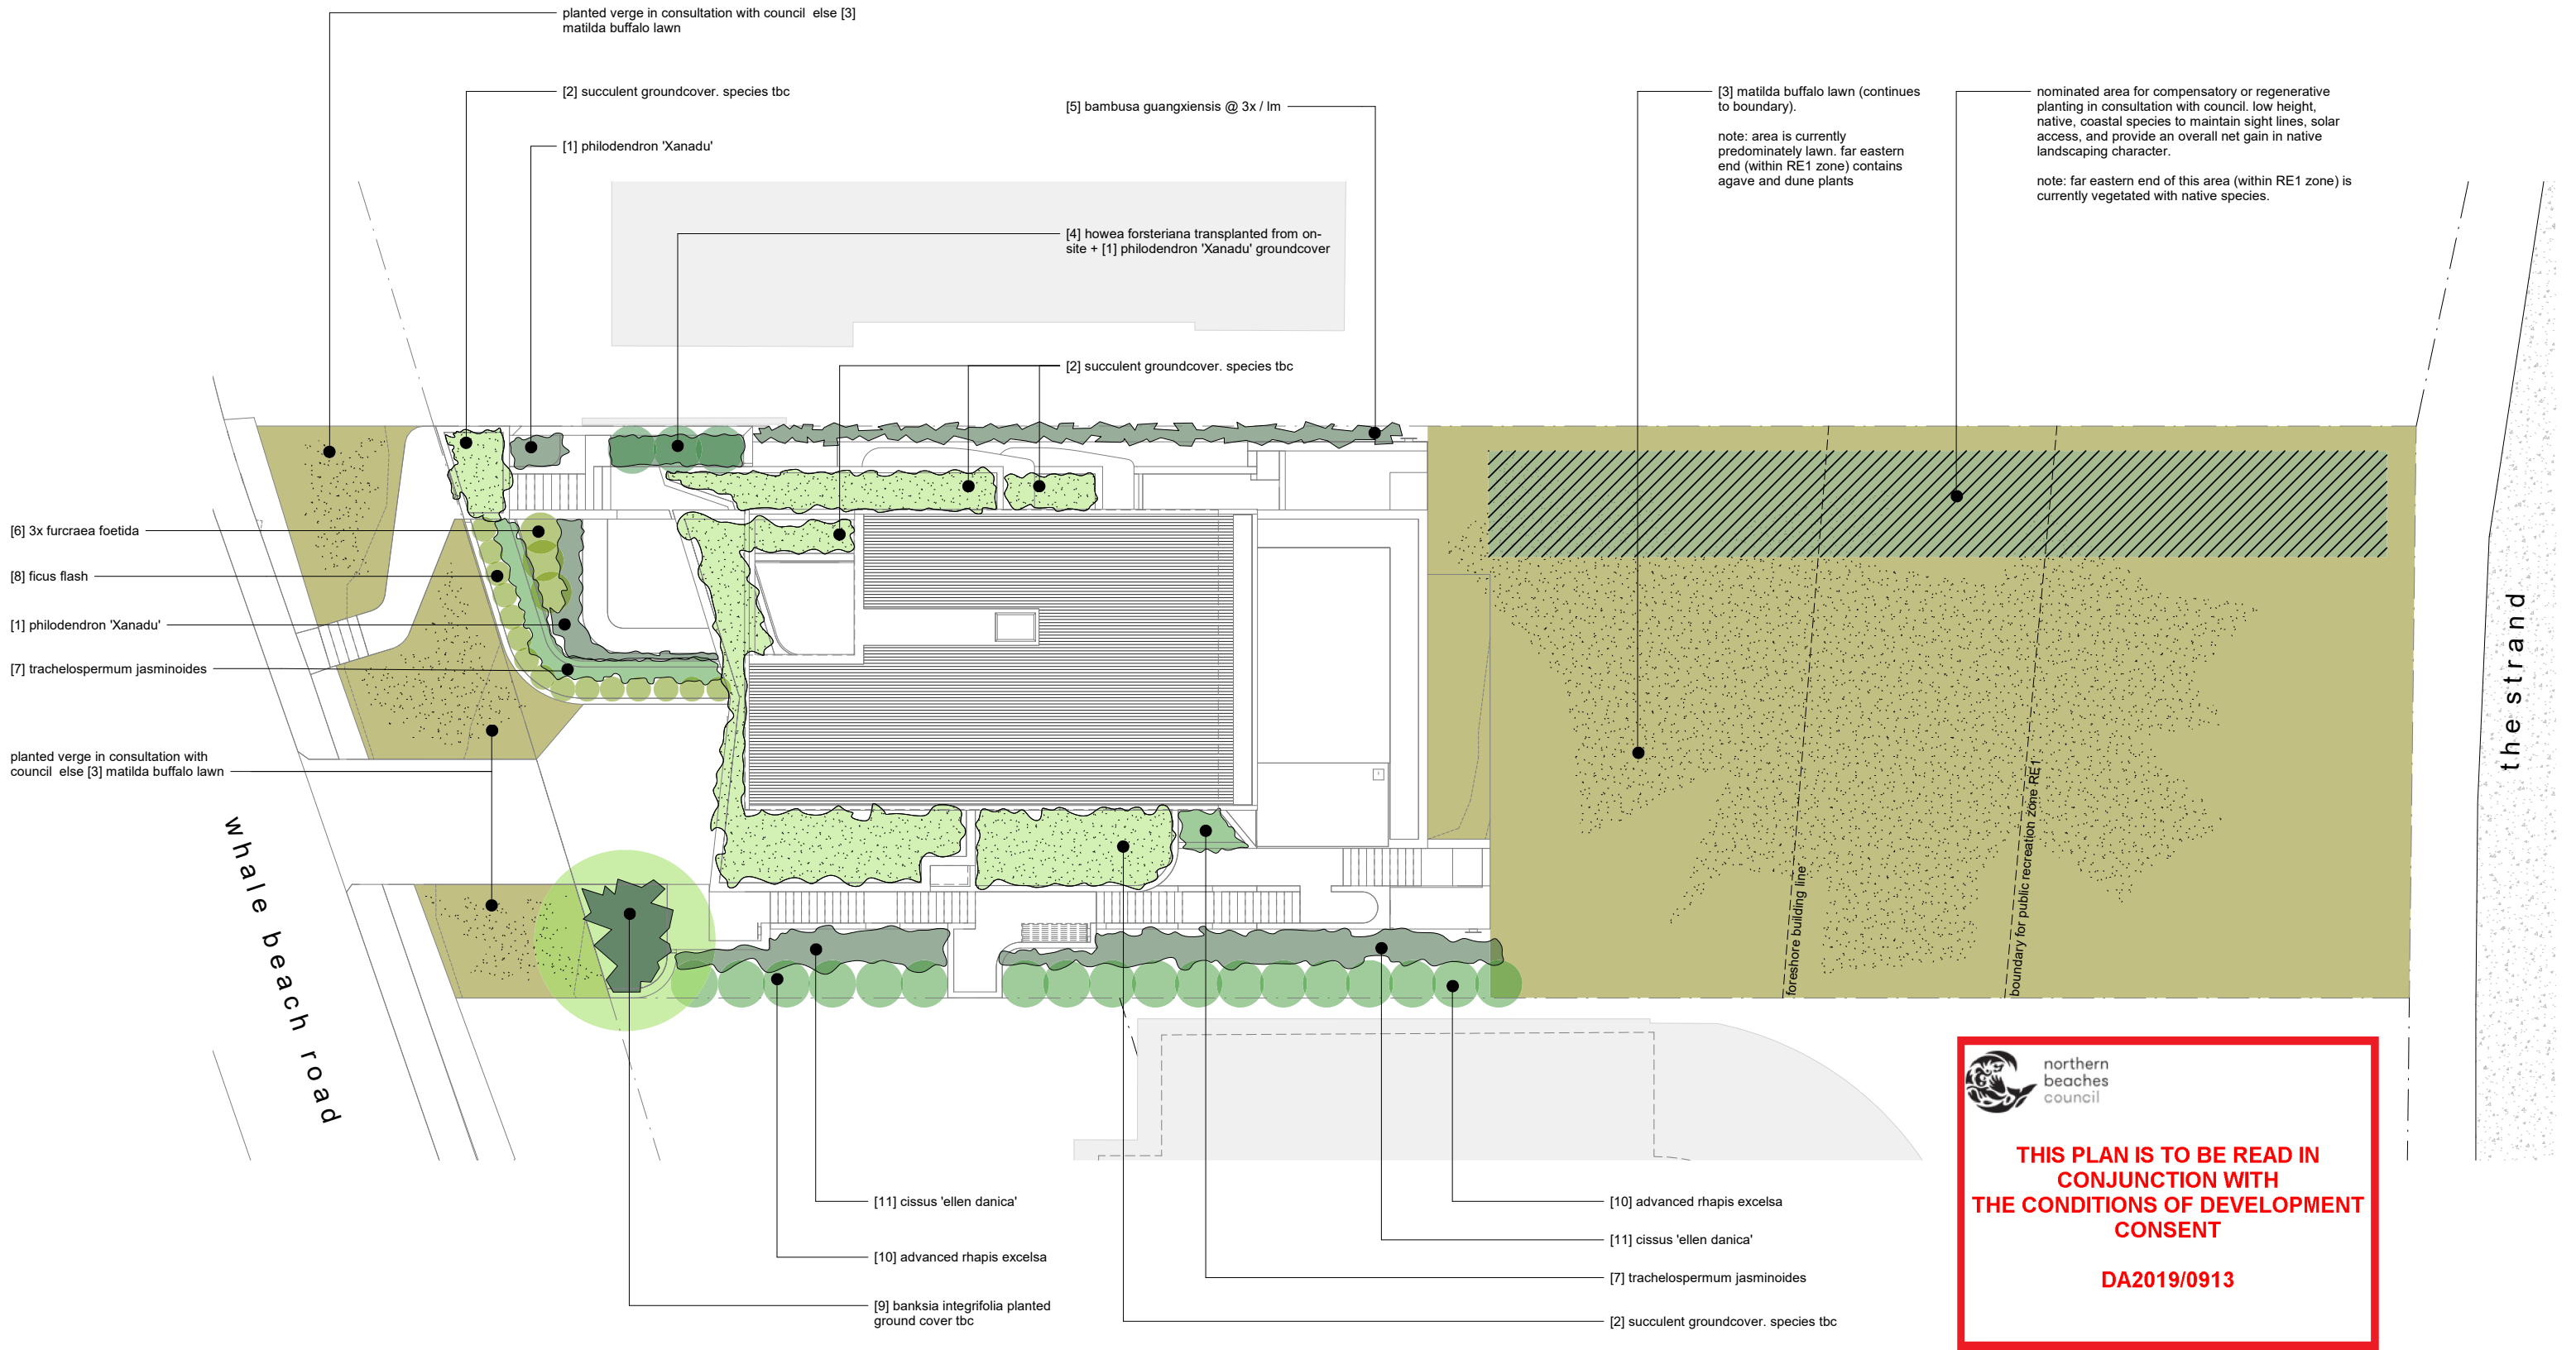 planted verge in consultation with council  else [3]
matilda buffalo lawn
[2] succulent groundcover. species tbc
[1] philodendron 'Xanadu'
[5] bambusa guangxiensis @ 3x / lm
[3] matilda buffalo lawn (continues
to boundary).
note: area is currently
predominately lawn. far eastern
end (within RE1 zone) contains
agave and dune plants
nominated area for compensatory or regenerative
planting in consultation with council. low height,
native, coastal species to maintain sight lines, solar
access, and provide an overall net gain in native
landscaping character.
note: far eastern end of this area (within RE1 zone) is
currently vegetated with native species.
[4] howea forsteriana transplanted from on-
site + [1] philodendron 'Xanadu' groundcover
[2] succulent groundcover. species tbc
[6] 3x furcraea foetida
[8] ficus flash
[1] philodendron 'Xanadu'
[7] trachelospermum jasminoides
planted verge in consultation with
council  else [3] matilda buffalo lawn
whale beach road
foreshore building line
boundary for public recreation zone RE1
the strand
[11] cissus 'ellen danica'
[10] advanced rhapis excelsa
[9] banksia integrifolia planted
ground cover tbc
[10] advanced rhapis excelsa
[11] cissus 'ellen danica'
[7] trachelospermum jasminoides
[2] succulent groundcover. species tbc
northern
beaches
council
THIS PLAN IS TO BE READ IN
CONJUNCTION WITH
THE CONDITIONS OF DEVELOPMENT
CONSENT
DA2019/0913